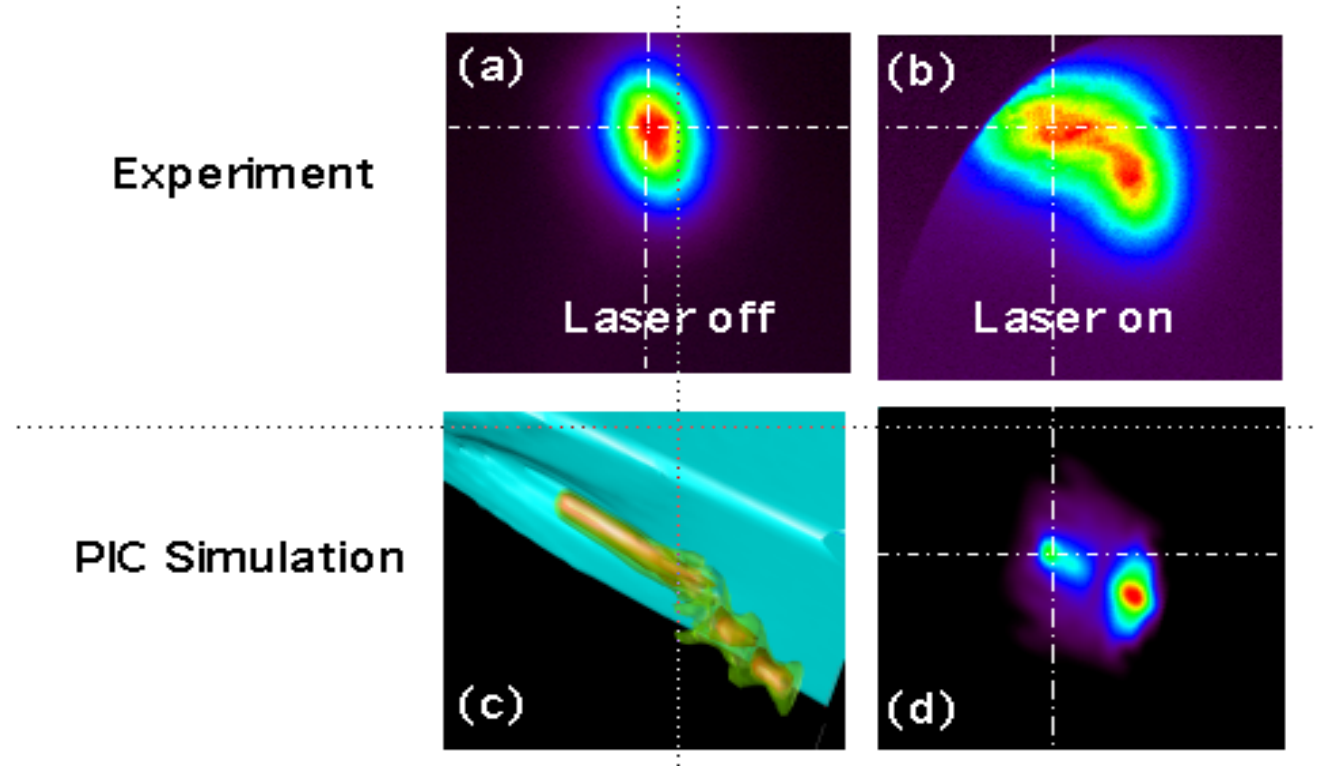 (a)
(b)
Experiment
Laser off
Laser on
PIC Simulation
(c)
(d)